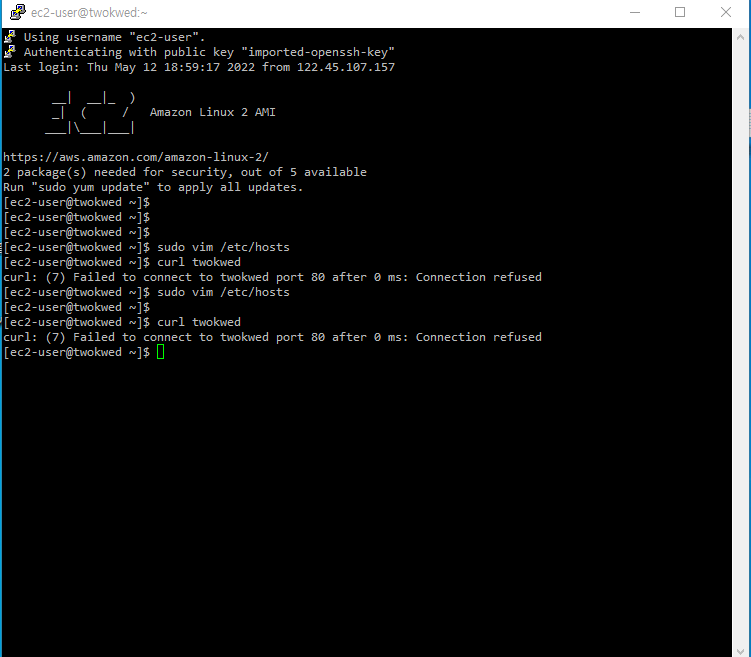 ec2-user@twokwed:~
Using username "ec2-user".
Authenticating with public key "imported-openssh-key"
Last login: Thu May 12 18:59:17 2022 from 122.45.107.157
       __|  __|_  )
       _|  (     /   Amazon Linux 2 AMI
      ___|\___|___|
https://aws.amazon.com/amazon-linux-2/
2 package(s) needed for security, out of 5 available
Run "sudo yum update" to apply all updates.
[ec2-user@twokwed ~]$
[ec2-user@twokwed ~]$
[ec2-user@twokwed ~]$
[ec2-user@twokwed ~]$ sudo vim /etc/hosts
[ec2-user@twokwed ~]$ curl twokwed
curl: (7) Failed to connect to twokwed port 80 after 0 ms: Connection refused
[ec2-user@twokwed ~]$ sudo vim /etc/hosts
[ec2-user@twokwed ~]$
[ec2-user@twokwed ~]$ curl twokwed
curl: (7) Failed to connect to twokwed port 80 after 0 ms: Connection refused
[ec2-user@twokwed ~]$